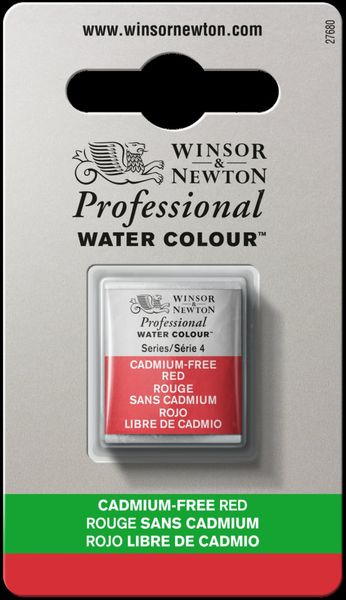 www.winsornewton.com
27680
WINSOR
&
NEWTON
Professional
WATER COLOUR™
WINSOR
&
NEWTON
Professional
WATER COLOUR™
Series/Série 4
CADMIUM-FREE
RED
ROUGE
SANS CADMIUM
ROJO
LIBRE DE CADMIO
CADMIUM-FREE RED
ROUGE SANS CADMIUM
ROJO LIBRE DE CADMIO